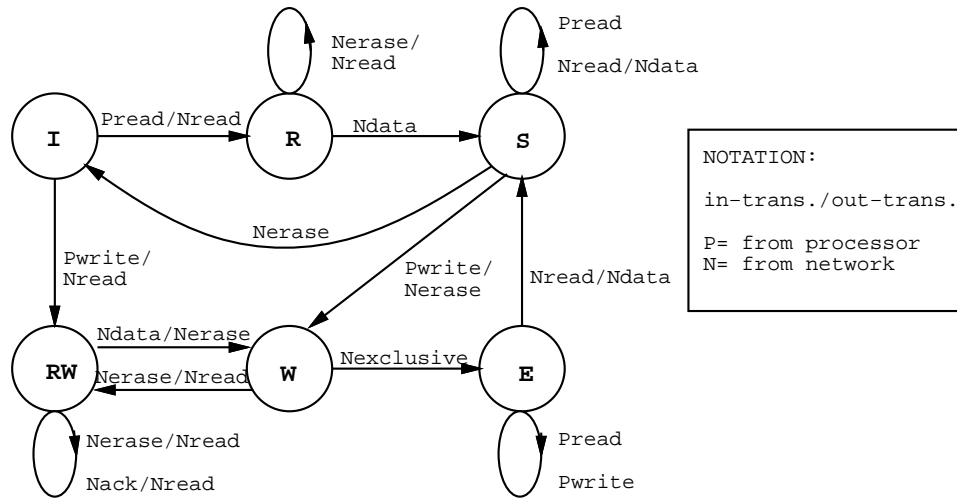 Pread
Nread/Ndata
Nerase/
Nread
I
Pread/Nread
R
Ndata
S
NOTATION:
in-trans./out-trans.
P= from processor
N= from network
Nerase
Pwrite/
Nread
Pwrite/
Nerase
Nread/Ndata
RW
Ndata/Nerase
Nerase/Nread
W
Nexclusive
E
Nerase/Nread
Nack/Nread
Pread
Pwrite